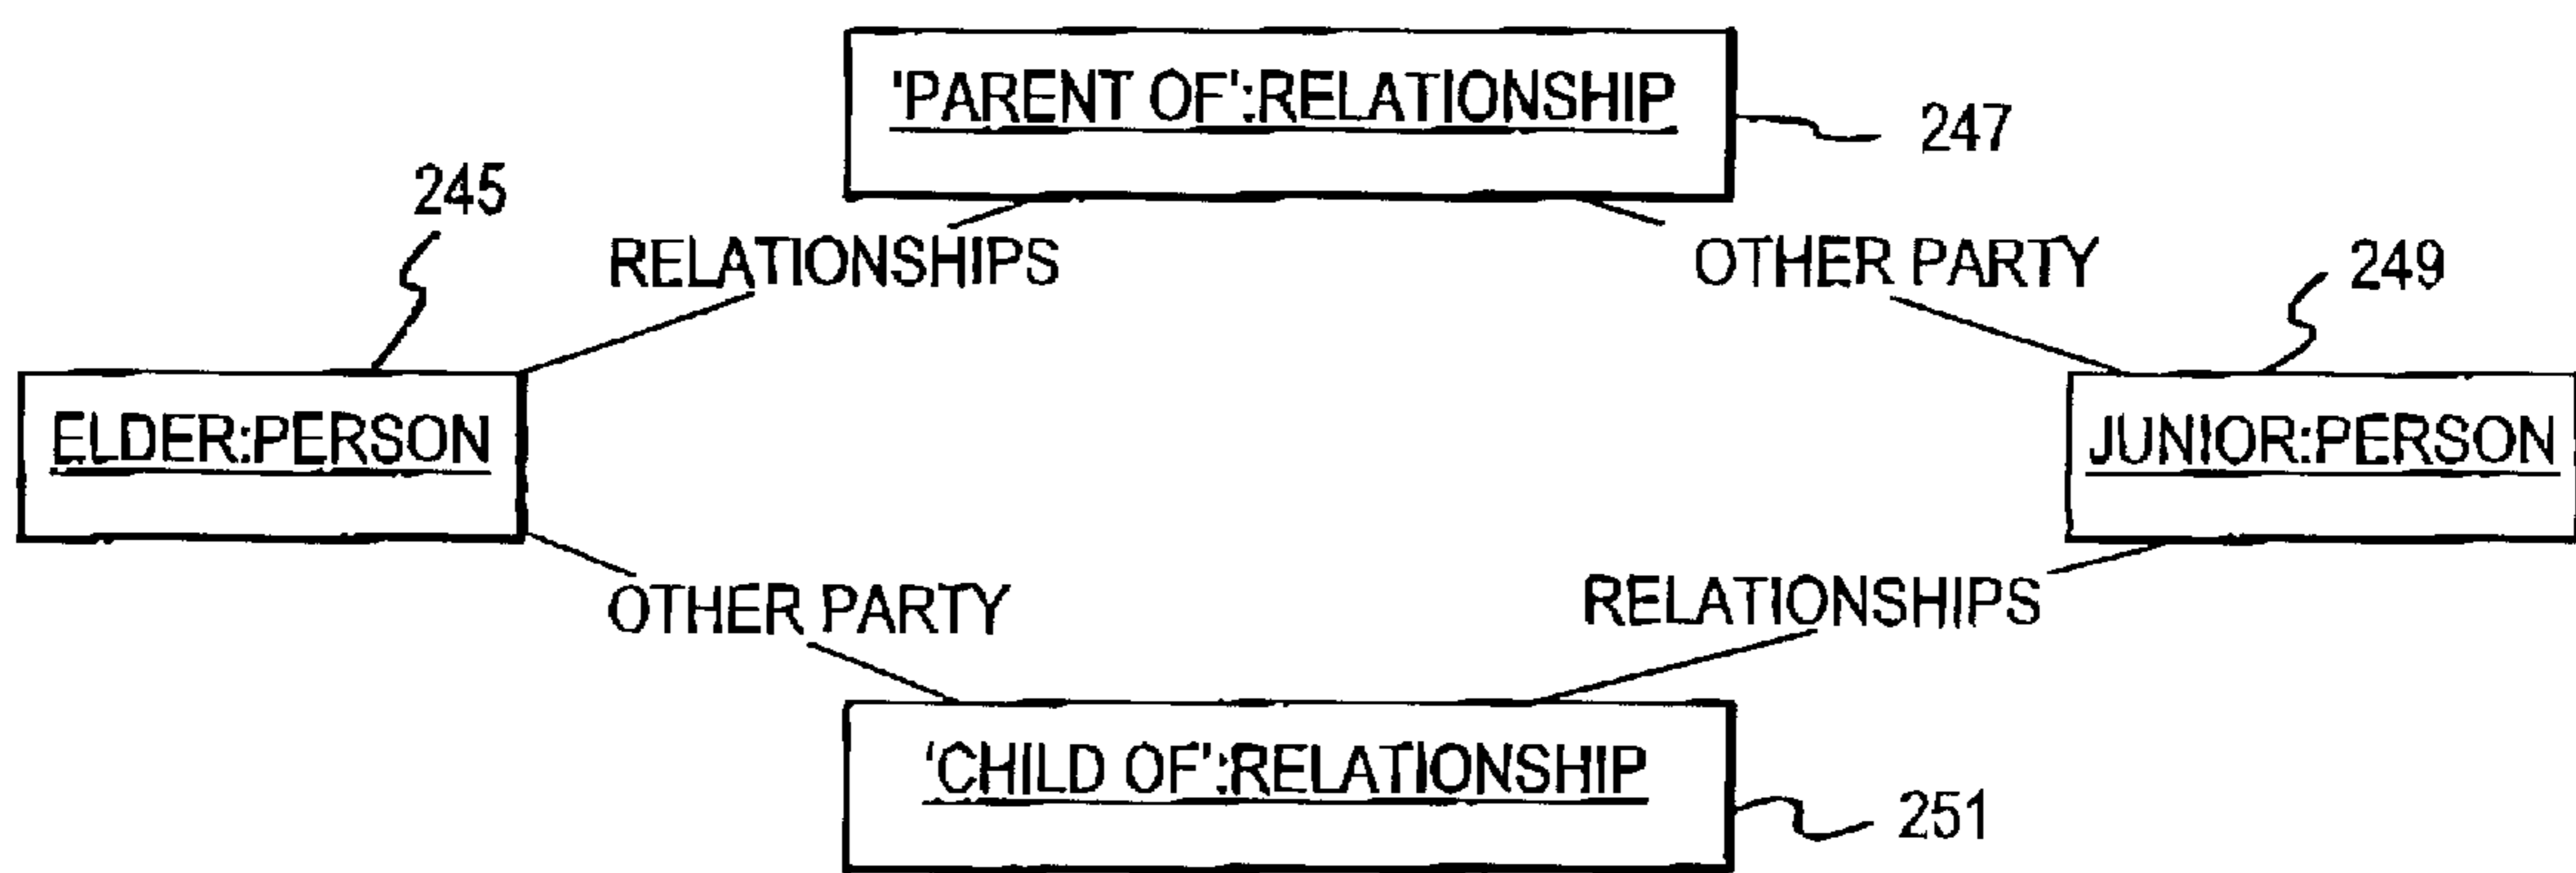 'PARENT OF':RELATIONSHIP
247
245
RELATIONSHIPS
OTHER PARTY
249
ELDER:PERSON
JUNIOR:PERSON
OTHER PARTY
RELATIONSHIPS
'CHILD OF':RELATIONSHIP
251